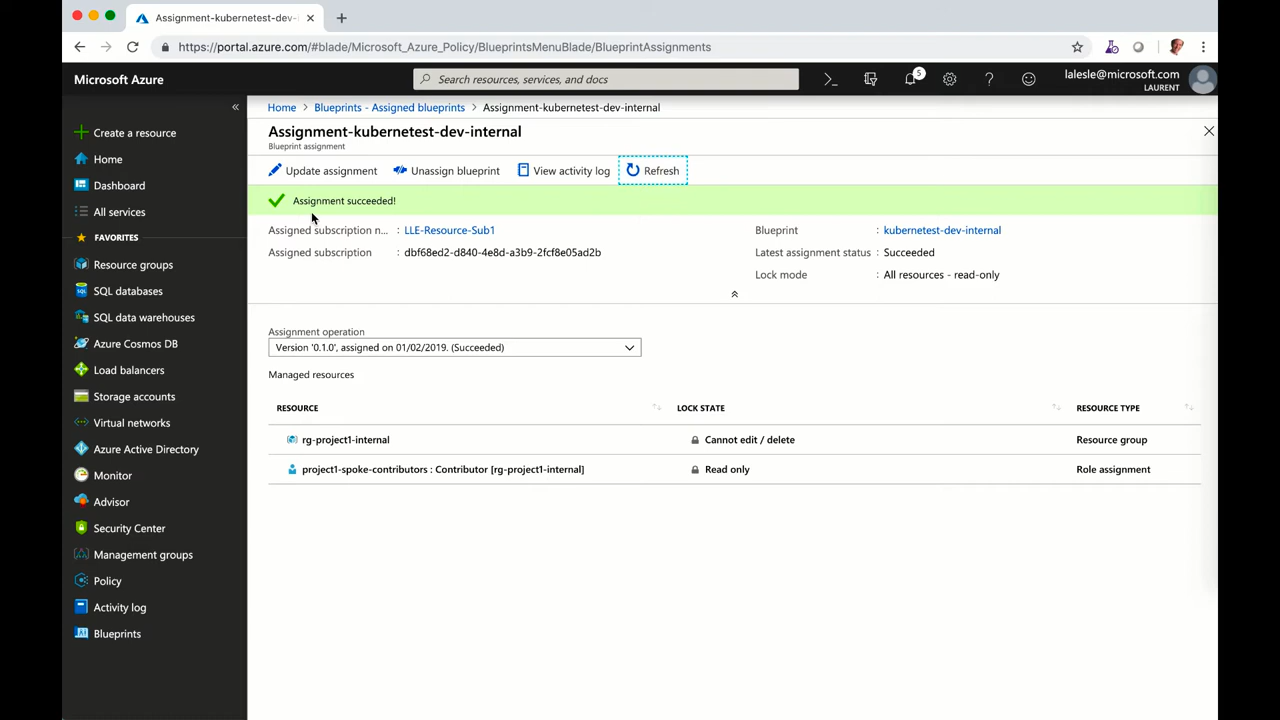 Assignment-kubernetest-dev-
https://portal.azure.com/#blade/Microsoft_Azure_Policy/BlueprintsMenuBlade/BlueprintAssignments
Microsoft Azure
Search resources, services, and docs
5
lalesle@microsoft.com
LAURENT
Home > Blueprints - Assigned blueprints > Assignment-kubernetest-dev-internal
Assignment-kubernetest-dev-internal
Blueprint assignment
Update assignment Unassign blueprint View activity log Refresh
Assignment succeeded!
Assigned subscription n... : LLE-Resource-Sub1
Assigned subscription : dbf68ed2-d840-4e8d-a3b9-2fcf8e05ad2b
Blueprint : kubernetest-dev-internal
Latest assignment status : Succeeded
Lock mode : All resources - read-only
Assignment operation
Version '0.1.0', assigned on 01/02/2019. (Succeeded)
Managed resources
RESOURCE LOCK STATE RESOURCE TYPE
rg-project1-internal Cannot edit / delete Resource group
project1-spoke-contributors : Contributor [rg-project1-internal] Read only Role assignment
Create a resource
Home
Dashboard
All services
FAVORITES
Resource groups
SQL databases
SQL data warehouses
Azure Cosmos DB
Load balancers
Storage accounts
Virtual networks
Azure Active Directory
Monitor
Advisor
Security Center
Management groups
Policy
Activity log
Blueprints